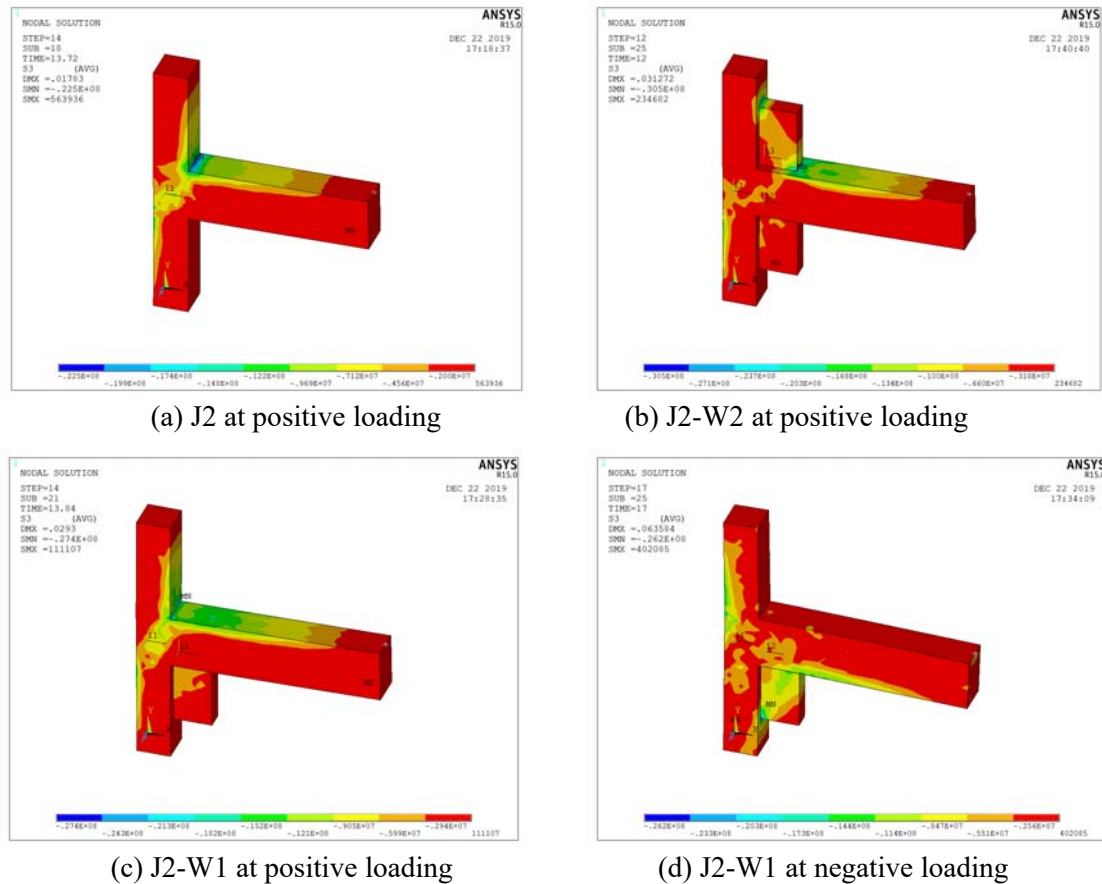 NODAL SOLUTION
STEP=14
SUB =18
TIME=13.72
S3 (AVG)
DMX =.01783
SMN =-.225E+08
SMX =563936
ANSYS
R15.0
DEC 22 2019
17:18:37
-.225E+08 -.174E+08 -.122E+08 -.712E+07 -.200E+07
-.199E+08 -.148E+08 -.969E+07 -.456E+07 563936
(a) J2 at positive loading
NODAL SOLUTION
STEP=12
SUB =25
TIME=12
S3 (AVG)
DMX =.031272
SMN =-.305E+08
SMX =234682
ANSYS
R15.0
DEC 22 2019
17:40:40
-.305E+08 -.237E+08 -.168E+08 -.100E+08 -.318E+07
-.271E+08 -.203E+08 -.134E+08 -.660E+07 234682
(b) J2-W2 at positive loading
NODAL SOLUTION
STEP=14
SUB =21
TIME=13.84
S3 (AVG)
DMX =.0293
SMN =-.274E+08
SMX =111107
ANSYS
R15.0
DEC 22 2019
17:28:35
MN
-.274E+08 -.213E+08 -.152E+08 -.905E+07 -.294E+07
-.243E+08 -.182E+08 -.121E+08 -.599E+07 111107
(c) J2-W1 at positive loading
NODAL SOLUTION
STEP=17
SUB =25
TIME=17
S3 (AVG)
DMX =.063584
SMN =-.262E+08
SMX =402085
ANSYS
R15.0
DEC 22 2019
17:34:09
MN
-.262E+08 -.203E+08 -.144E+08 -.847E+07 -.256E+07
-.233E+08 -.173E+08 -.114E+08 -.551E+07 402085
(d) J2-W1 at negative loading